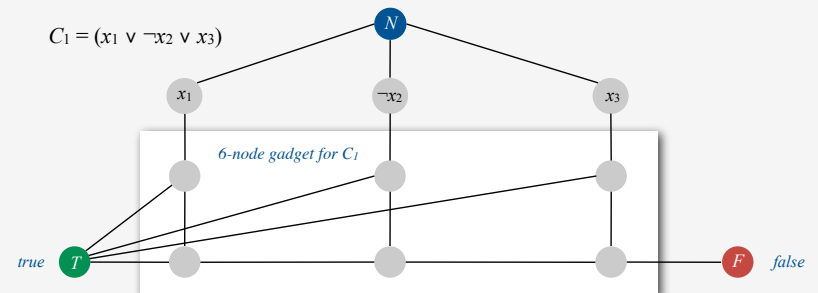 N
C1 = (x1 ∨ ¬x2 ∨ x3)
x1 ¬x2 x3
6-node gadget for C1
true T F false